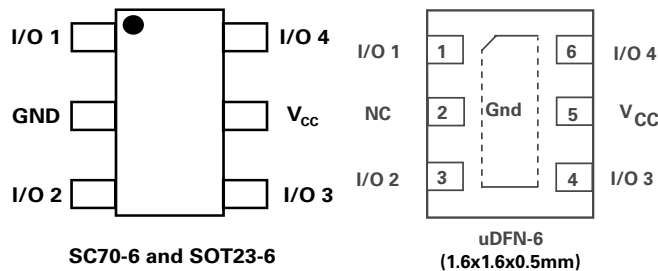 I/O 1
I/O 4
GND
VCC
I/O 2
I/O 3
SC70-6 and SOT23-6
I/O 1
1
6
I/O 4
NC
2
Gnd
5
VCC
I/O 2
3
4
I/O 3
uDFN-6
(1.6x1.6x0.5mm)